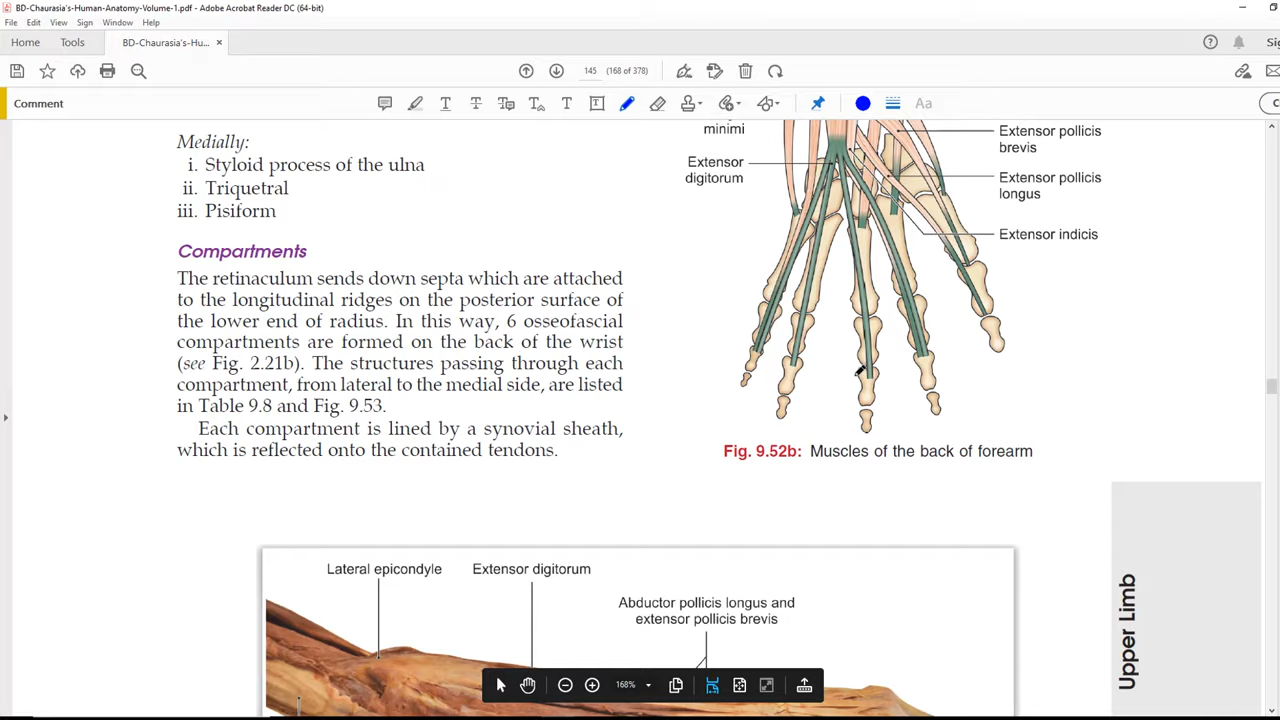 BD-Chaurasia's-Human-Anatomy-Volume-1.pdf - Adobe Acrobat Reader DC (64-bit)
File Edit View Sign Window Help
Home Tools BD-Chaurasia's-Hu... ×
145 (168 of 378)
Comment
Medially:
i. Styloid process of the ulna
ii. Triquetral
iii. Pisiform
Compartments
The retinaculum sends down septa which are attached
to the longitudinal ridges on the posterior surface of
the lower end of radius. In this way, 6 osseofascial
compartments are formed on the back of the wrist
(see Fig. 2.21b). The structures passing through each
compartment, from lateral to the medial side, are listed
in Table 9.8 and Fig. 9.53.
Each compartment is lined by a synovial sheath,
which is reflected onto the contained tendons.
minimi
Extensor
digitorum
Extensor pollicis
brevis
Extensor pollicis
longus
Extensor indicis
Fig. 9.52b: Muscles of the back of forearm
Lateral epicondyle
Extensor digitorum
Abductor pollicis longus and
extensor pollicis brevis
Upper Limb
168%